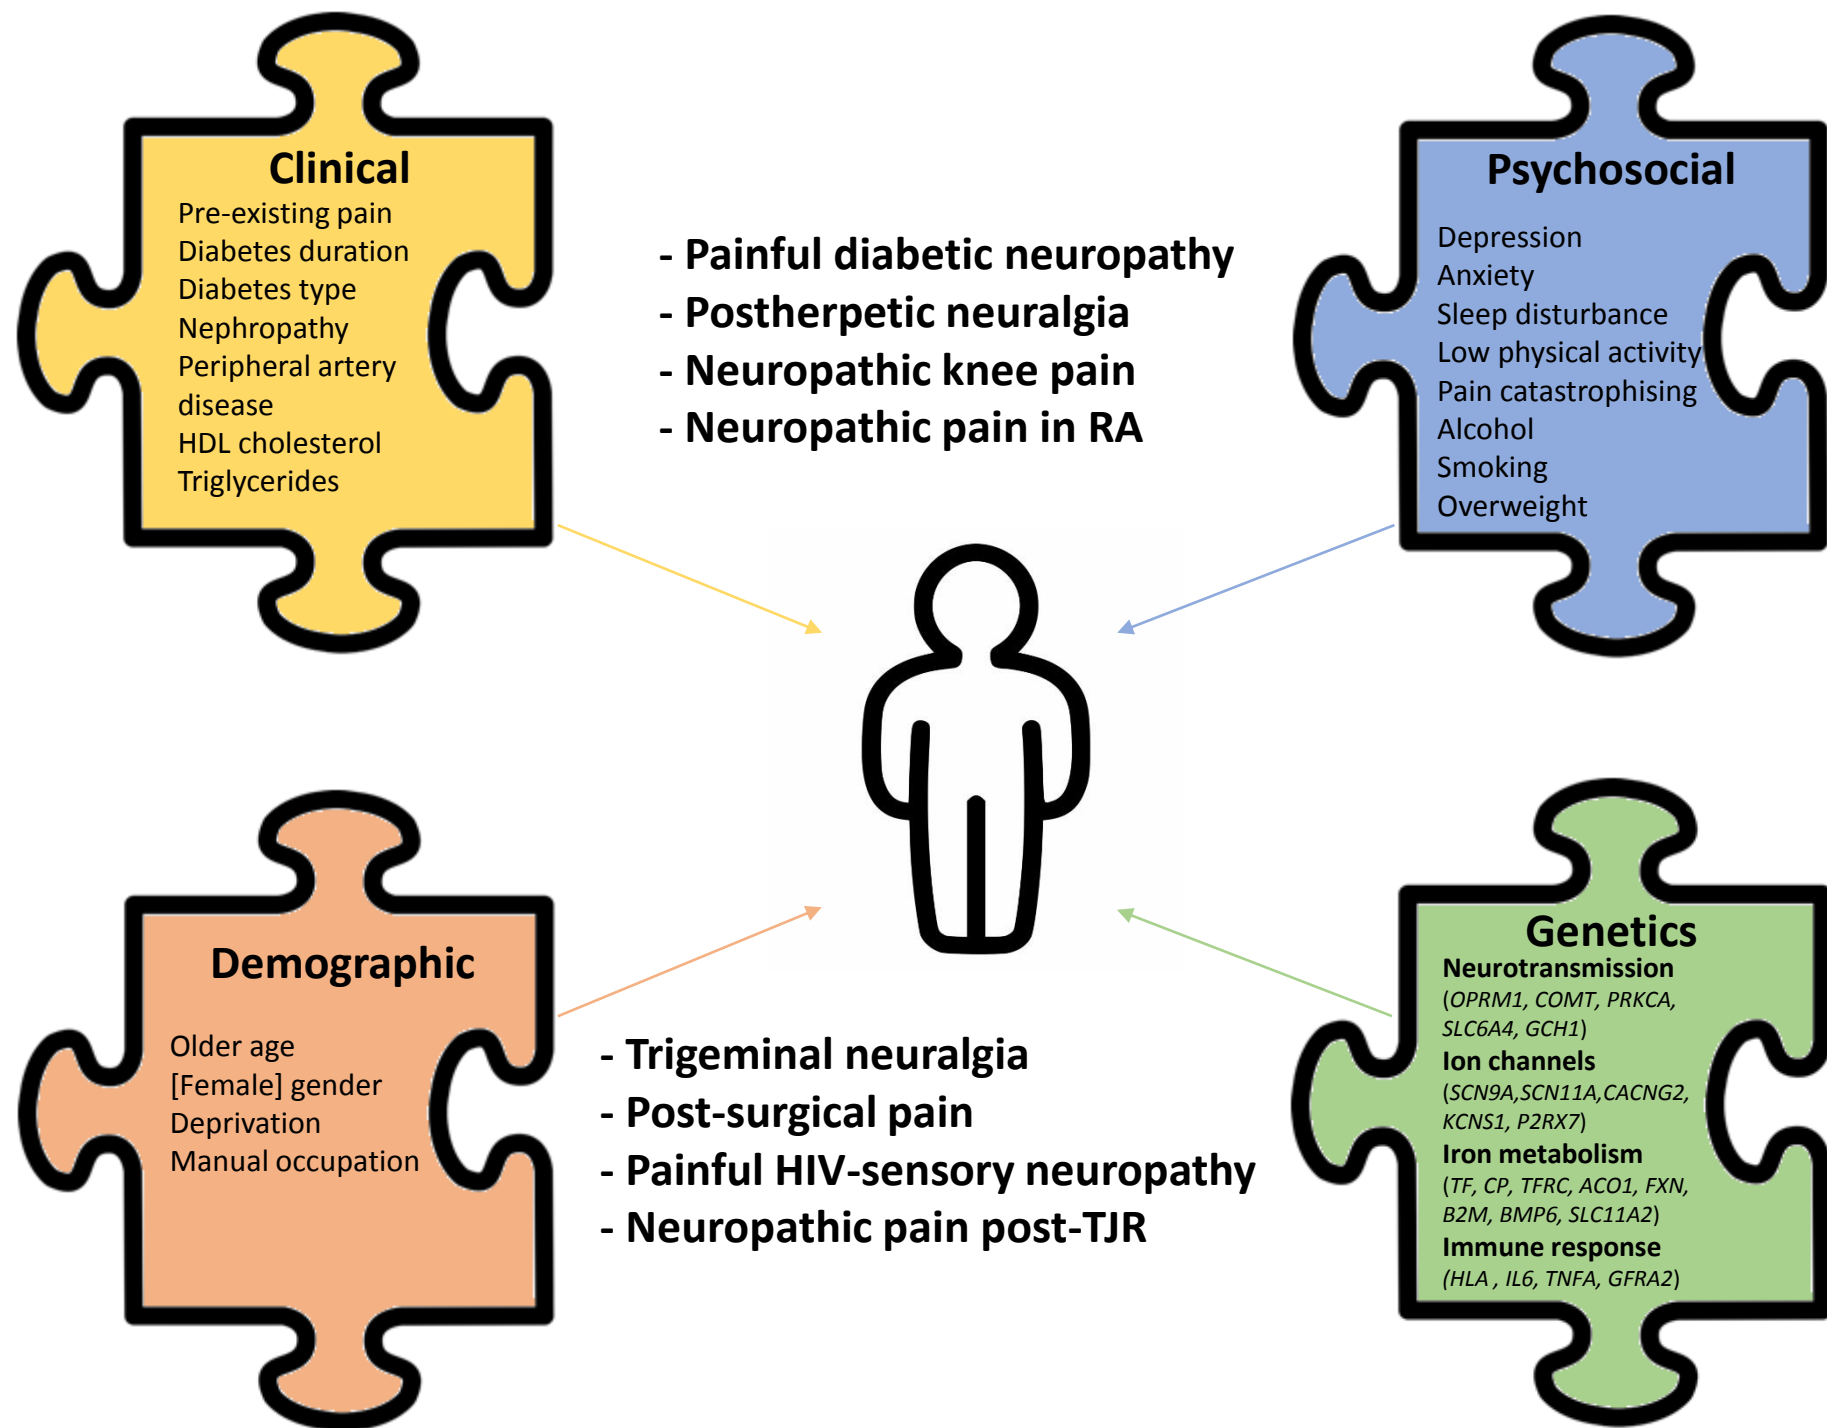 Clinical
Pre-existing pain
Diabetes duration
Diabetes type
Nephropathy
Peripheral artery
disease
HDL cholesterol
Triglycerides
- Painful diabetic neuropathy
- Postherpetic neuralgia
- Neuropathic knee pain
- Neuropathic pain in RA
Psychosocial
Depression
Anxiety
Sleep disturbance
Low physical activity
Pain catastrophising
Alcohol
Smoking
Overweight
Demographic
Older age
[Female] gender
Deprivation
Manual occupation
- Trigeminal neuralgia
- Post-surgical pain
- Painful HIV-sensory neuropathy
- Neuropathic pain post-TJR
Genetics
Neurotransmission
(OPRM1, COMT, PRKCA,
SLC6A4, GCH1)
Ion channels
(SCN9A,SCN11A,CACNG2,
KCNS1, P2RX7)
Iron metabolism
(TF, CP, TFRC, ACO1, FXN,
B2M, BMP6, SLC11A2)
Immune response
(HLA , IL6, TNFA, GFRA2)